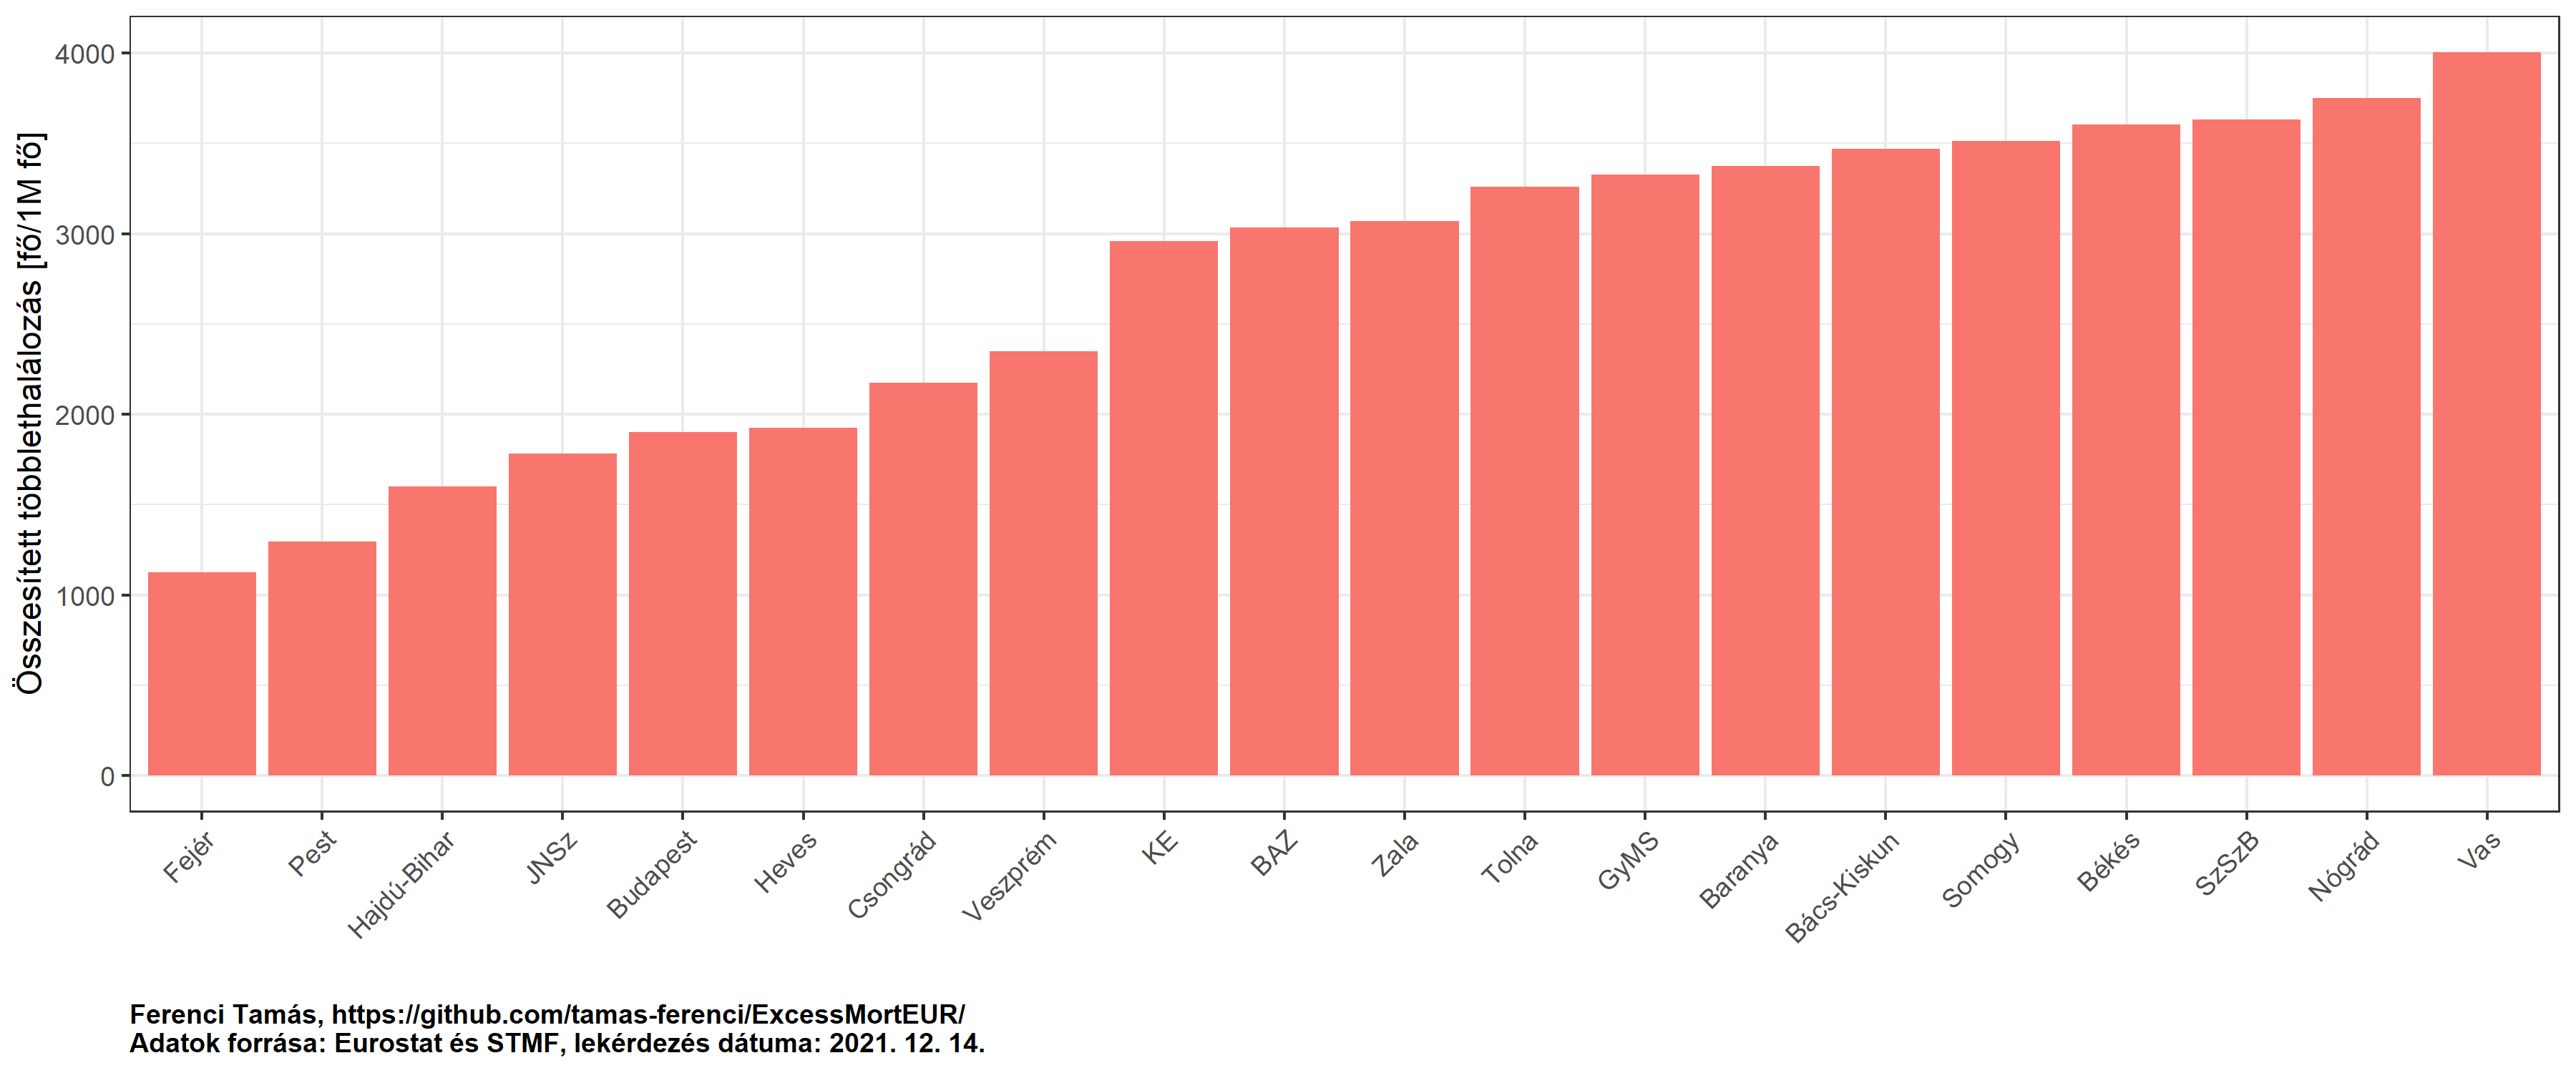 Összesített többlethalálozás [fő/1M fő]
4000
3000
2000
1000
0
Fejér
Pest
Hajdú-Bihar
JNSz
Budapest
Heves
Csongrád
Veszprém
KE
BAZ
Zala
Tolna
GyMS
Baranya
Bács-Kiskun
Somogy
Békés
SzSzB
Nógrád
Vas
Ferenci Tamás, https://github.com/tamas-ferenci/ExcessMortEUR/
Adatok forrása: Eurostat és STMF, lekérdezés dátuma: 2021. 12. 14.